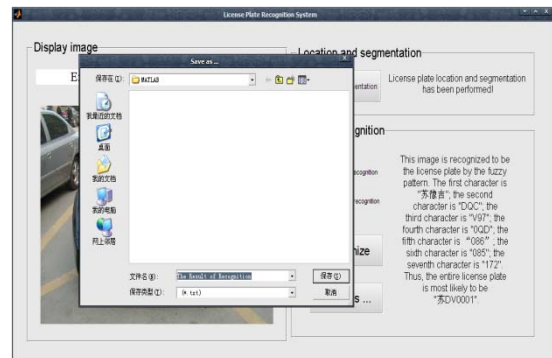 License Plate Recognition System
Display image
Save as ...
保存在(I):
MATLAB
我最近的文档
桌面
我的文档
我的电脑
网上邻居
文件名(N):
The Result of Recognition
保存(S)
保存类型(T):
(*.txt)
取消
Location and segmentation
entation
License plate location and segmentation
has been performed!
gnition
recognition
recognition
nize
s ...
This image is recognized to be
the license plate by the fuzzy
pattern. The first character is
"苏豫吉"; the second
character is "DQC"; the
third character is "V97"; the
fourth character is "0QD"; the
fifth character is "086"; the
sixth character is "085"; the
seventh character is "172".
Thus, the entire license plate
is most likely to be
"苏DV0001".